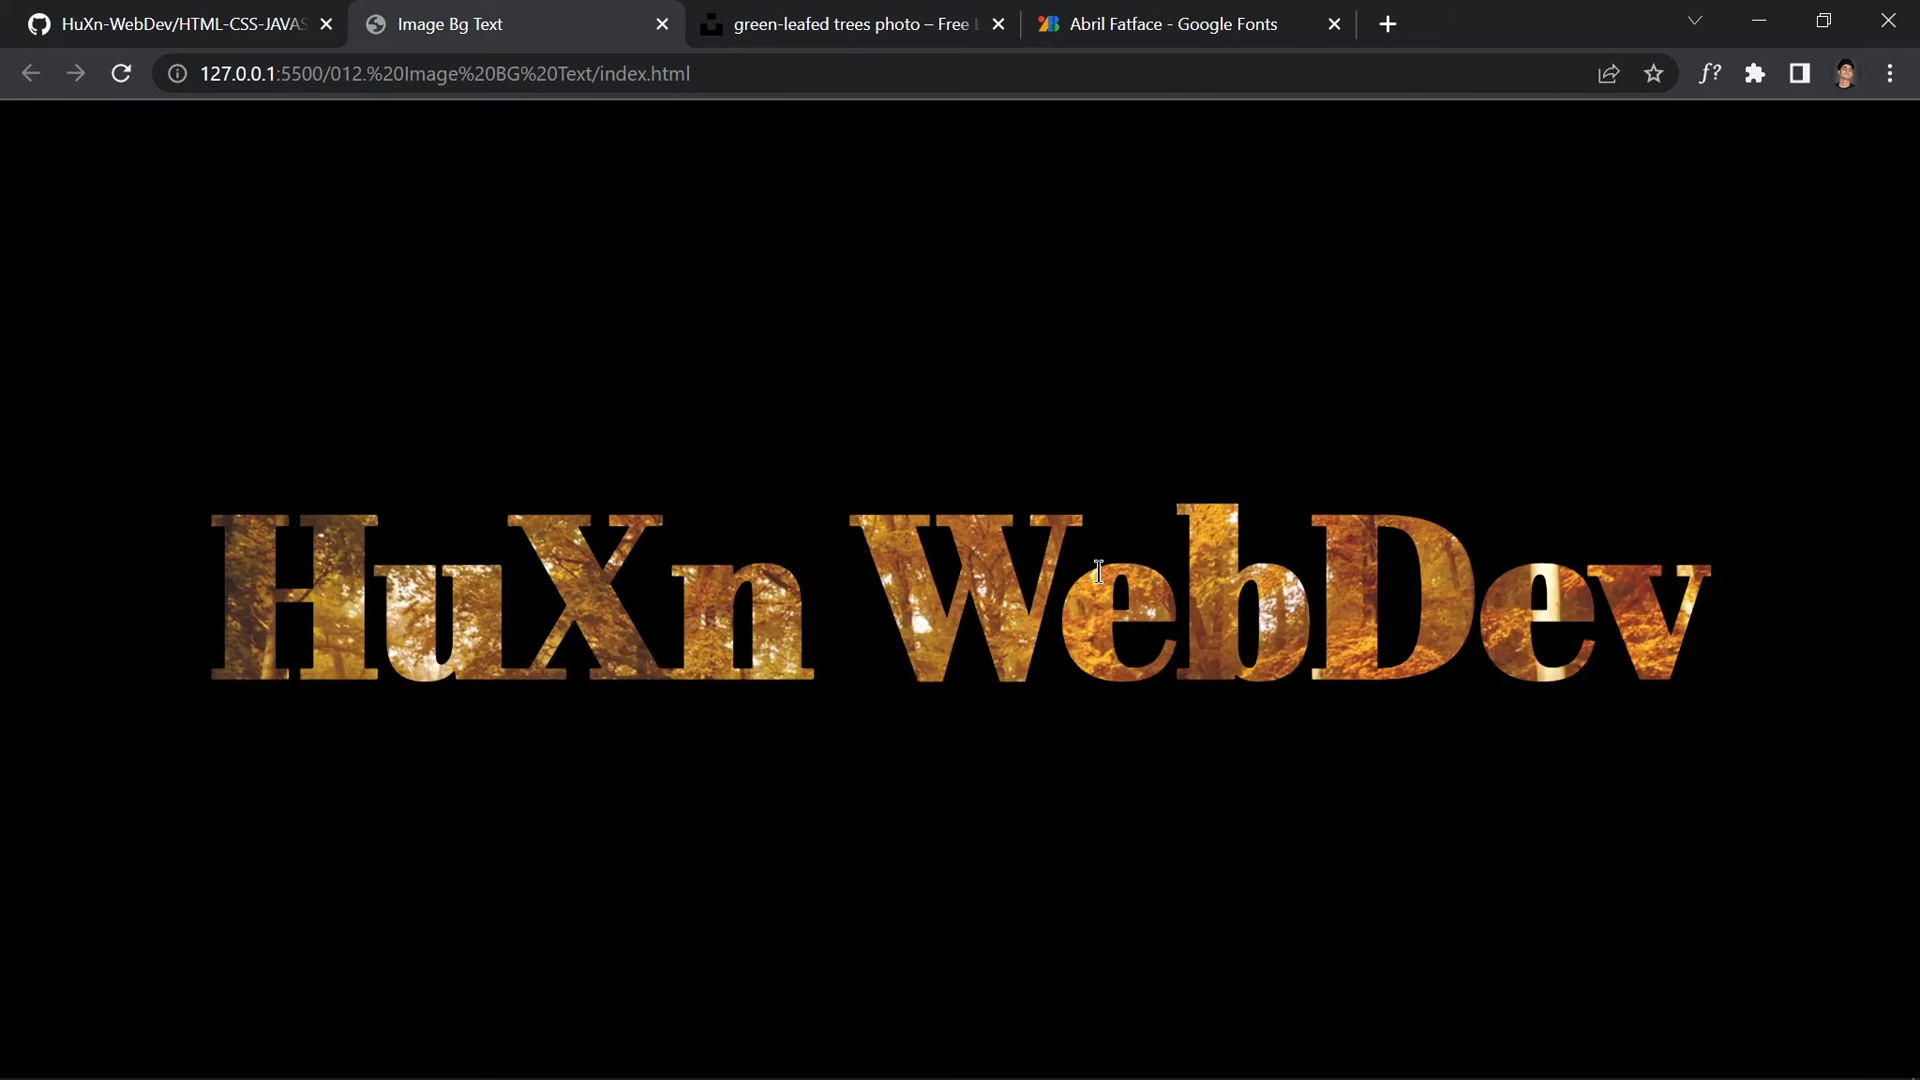 HuXn-WebDev/HTML-CSS-JAVAS
Image Bg Text
green-leafed trees photo – Free
Abril Fatface - Google Fonts
127.0.0.1:5500/012.%20Image%20BG%20Text/index.html
f?
HuXn WebDev